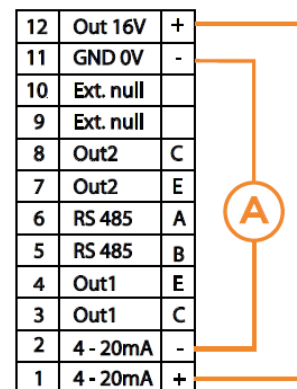 12 Out 16V +
11 GND 0V -
10 Ext. null
9 Ext. null
8 Out2 C
7 Out2 E
6 RS 485 A
5 RS 485 B
4 Out1 E
3 Out1 C
2 4 - 20mA -
1 4 - 20mA +
A